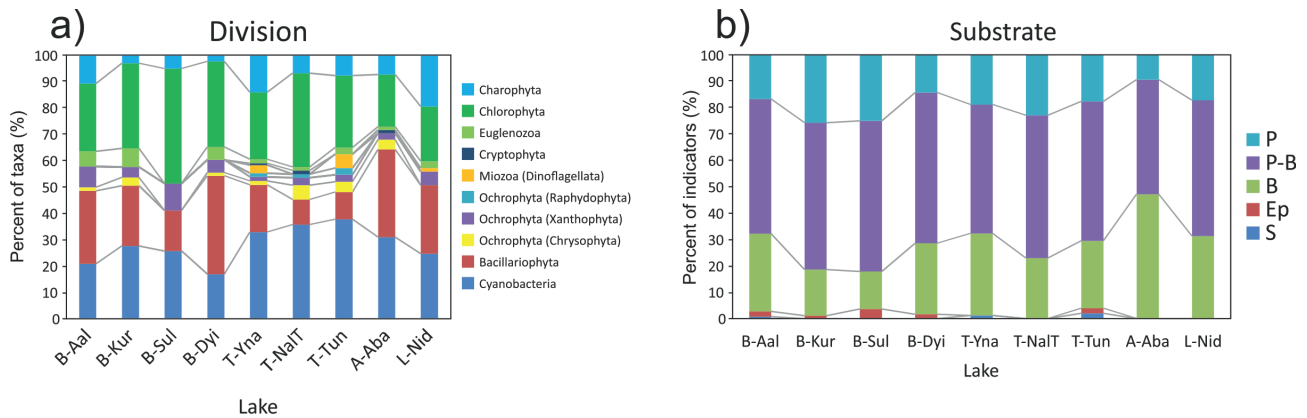 a) Division
Percent of taxa (%)
100
90
80
70
60
50
40
30
20
10
0
B-Aal B-Kur B-Sul B-Dyi T-Yna T-NalT T-Tun A-Aba L-Nid
Lake
Charophyta
Chlorophyta
Euglenozoa
Cryptophyta
Miozoa (Dinoflagellata)
Ochrophyta (Raphydophyta)
Ochrophyta (Xanthophyta)
Ochrophyta (Chrysophyta)
Bacillariophyta
Cyanobacteria
b) Substrate
Percent of indicators (%)
100
90
80
70
60
50
40
30
20
10
0
B-Aal B-Kur B-Sul B-Dyi T-Yna T-NalT T-Tun A-Aba L-Nid
Lake
P
P-B
B
Ep
S